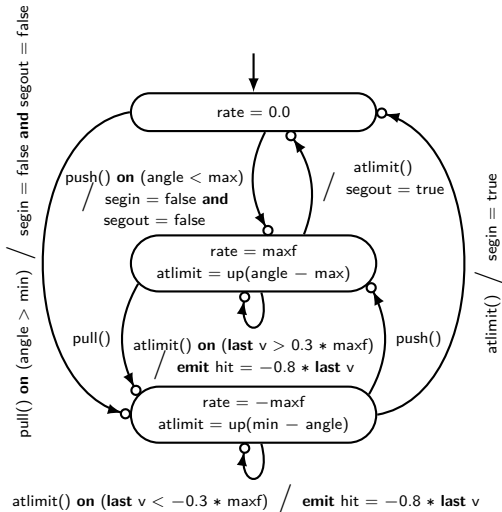 rate = 0.0
push() on (angle < max)
/ segin = false and
segout = false
atlimit()
/ segout = true
pull() on (angle > min) / segin = false and segout = false
atlimit() / segin = true
rate = maxf
atlimit = up(angle − max)
pull()
atlimit() on (last v > 0.3 * maxf)
/ emit hit = −0.8 * last v
push()
rate = −maxf
atlimit = up(min − angle)
atlimit() on (last v < −0.3 * maxf) / emit hit = −0.8 * last v